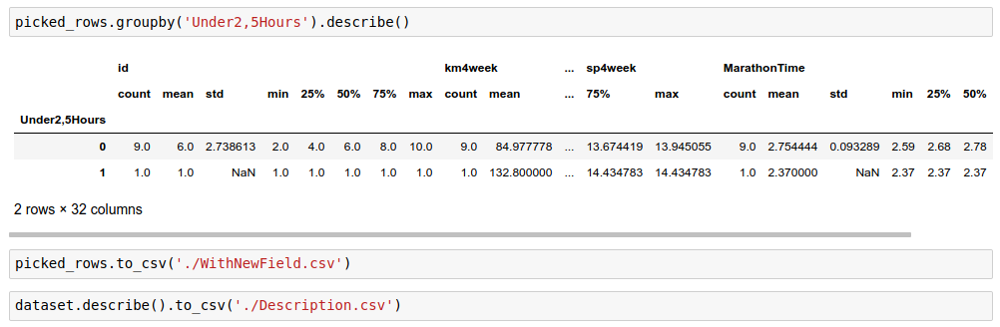 picked_rows.groupby('Under2,5Hours').describe()
id km4week ... sp4week MarathonTime
count mean std min 25% 50% 75% max count mean ... 75% max count mean std min 25% 50%
Under2,5Hours
0 9.0 6.0 2.738613 2.0 4.0 6.0 8.0 10.0 9.0 84.977778 ... 13.674419 13.945055 9.0 2.754444 0.093289 2.59 2.68 2.78
1 1.0 1.0 NaN 1.0 1.0 1.0 1.0 1.0 1.0 132.800000 ... 14.434783 14.434783 1.0 2.370000 NaN 2.37 2.37 2.37
2 rows × 32 columns
picked_rows.to_csv('./WithNewField.csv')
dataset.describe().to_csv('./Description.csv')